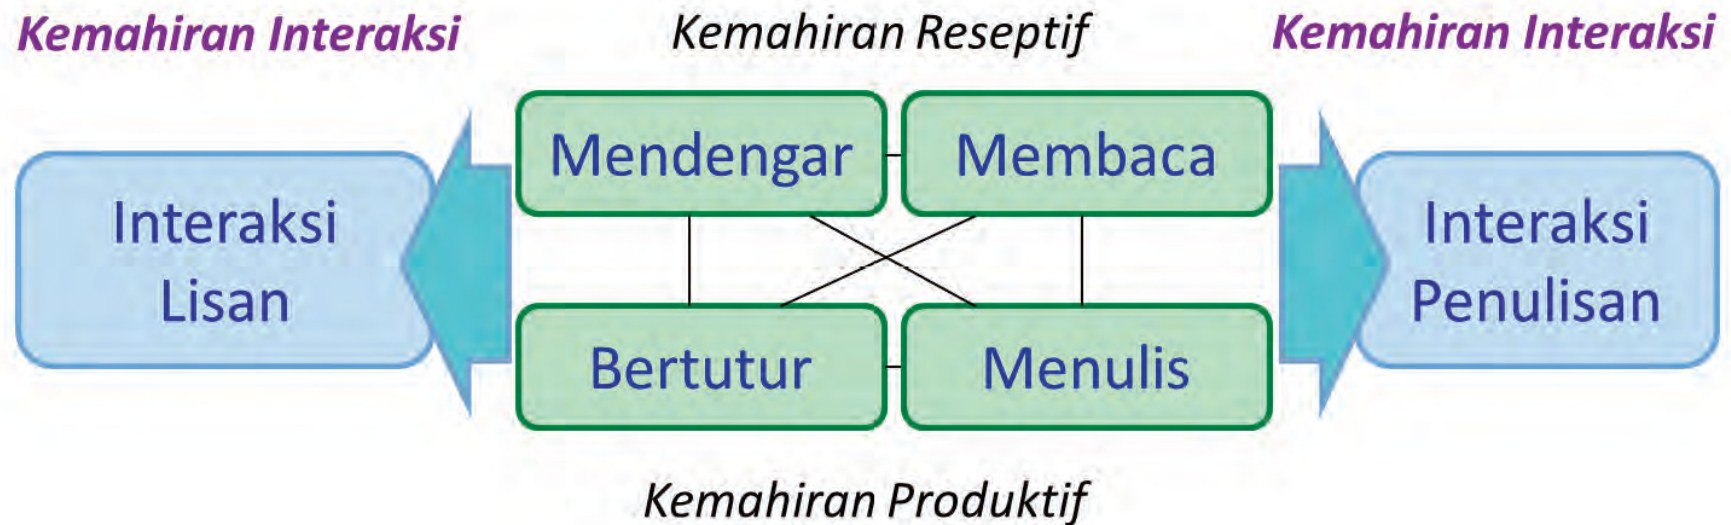 Kemahiran Interaksi
Kemahiran Reseptif
Kemahiran Interaksi
Mendengar
Membaca
Interaksi
Lisan
Interaksi
Penulisan
Bertutur
Menulis
Kemahiran Produktif